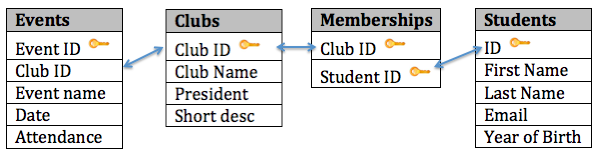 Events
Event ID
Club ID
Event name
Date
Attendance
Clubs
Club ID
Club Name
President
Short desc
Memberships
Club ID
Student ID
Students
ID
First Name
Last Name
Email
Year of Birth